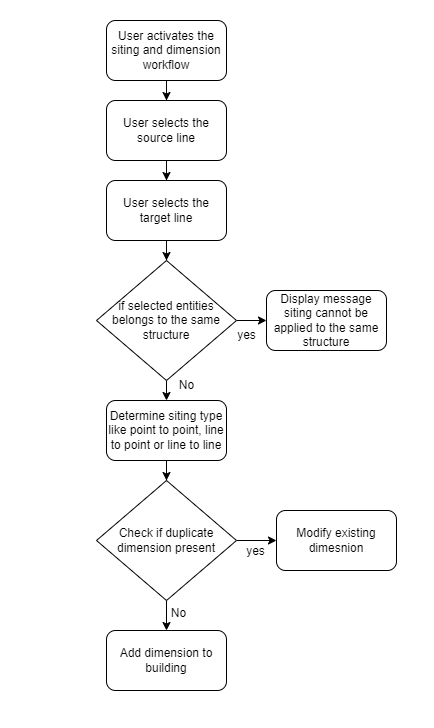 User activates the
siting and dimension
workflow
User selects the
source line
User selects the
target line
if selected entities
belongs to the same
structure
yes
Display message
siting cannot be
applied to the same
structure
No
Determine siting type
like point to point, line
to point or line to line
Check if duplicate
dimension present
yes
Modify existing
dimesnion
No
Add dimension to
building